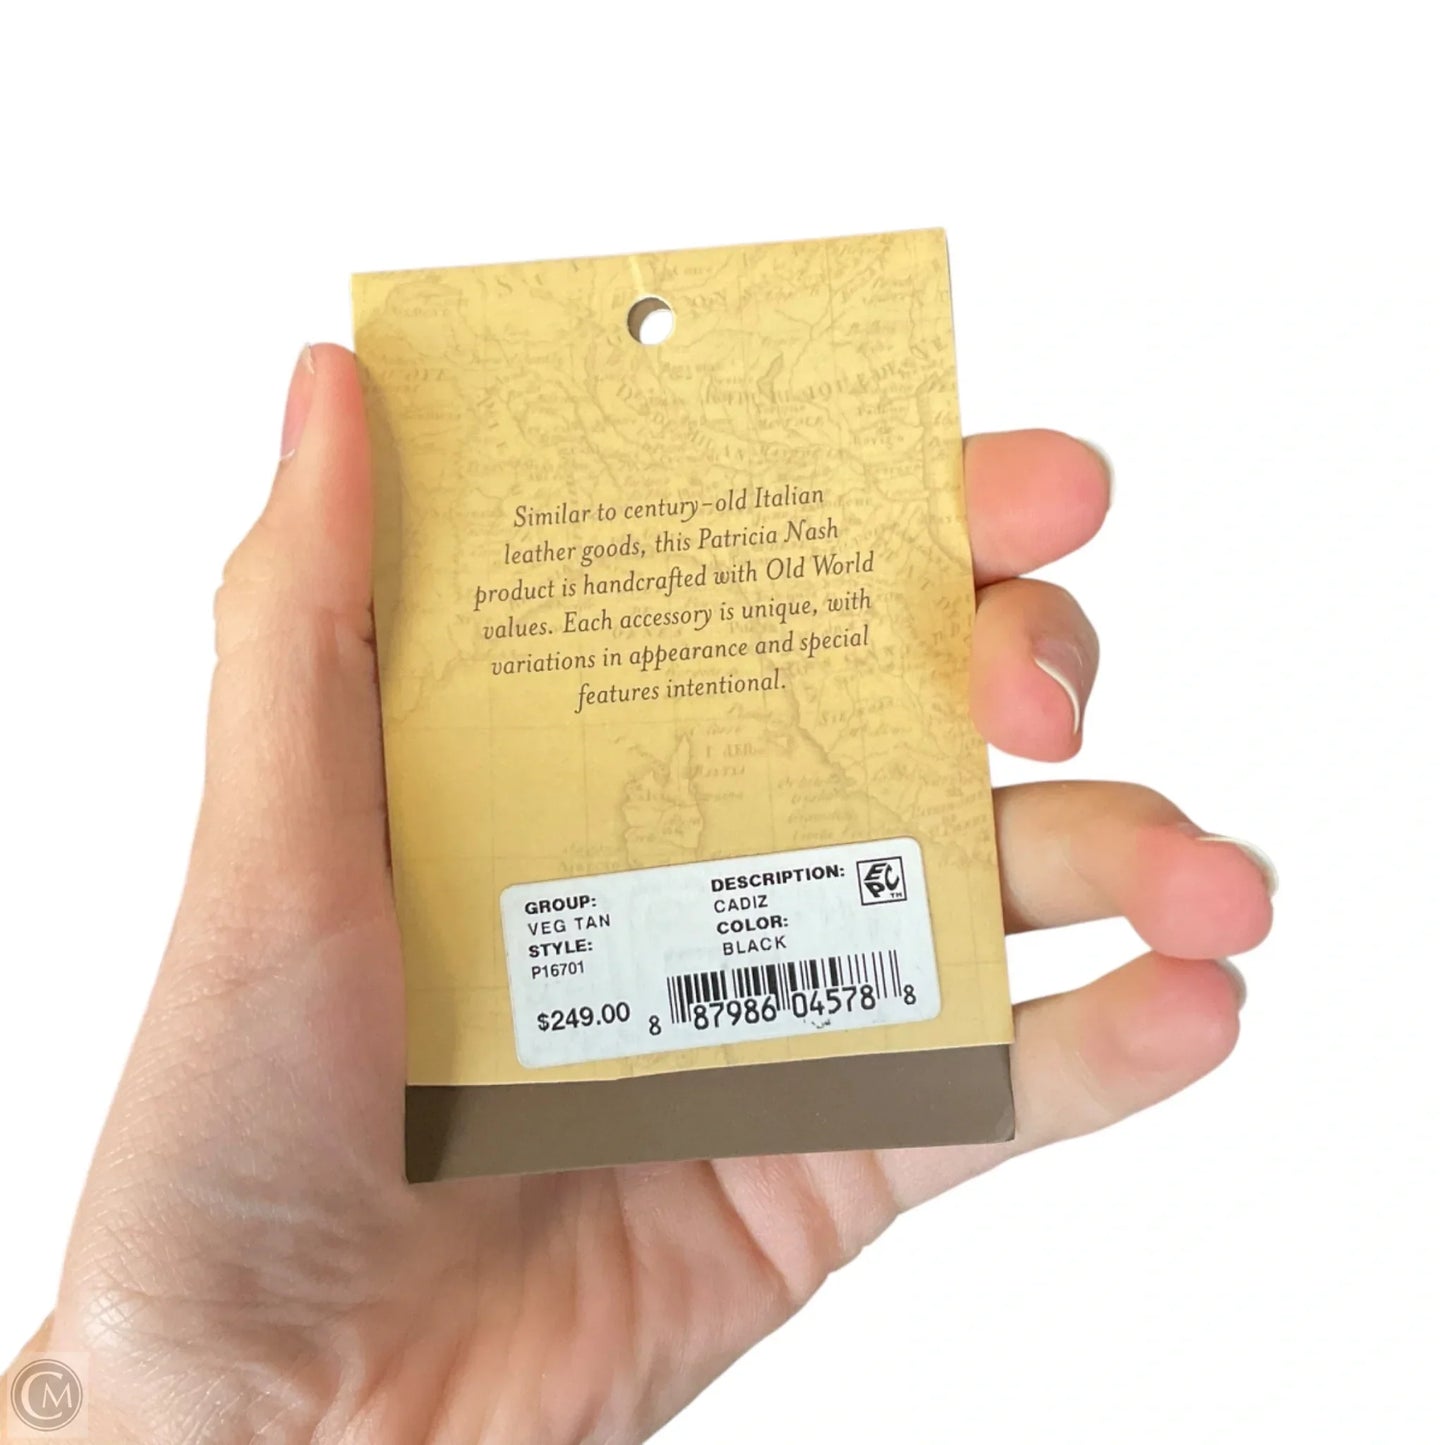 Similar to century-old Italian
leather goods, this Patricia Nash
product is handcrafted with Old World
values. Each accessory is unique, with
variations in appearance and special
features intentional.
GROUP:
VEG TAN
STYLE:
P16701
$249.00
DESCRIPTION:
CADIZ
COLOR:
BLACK
EPC™
8 87986 04578 8
CM